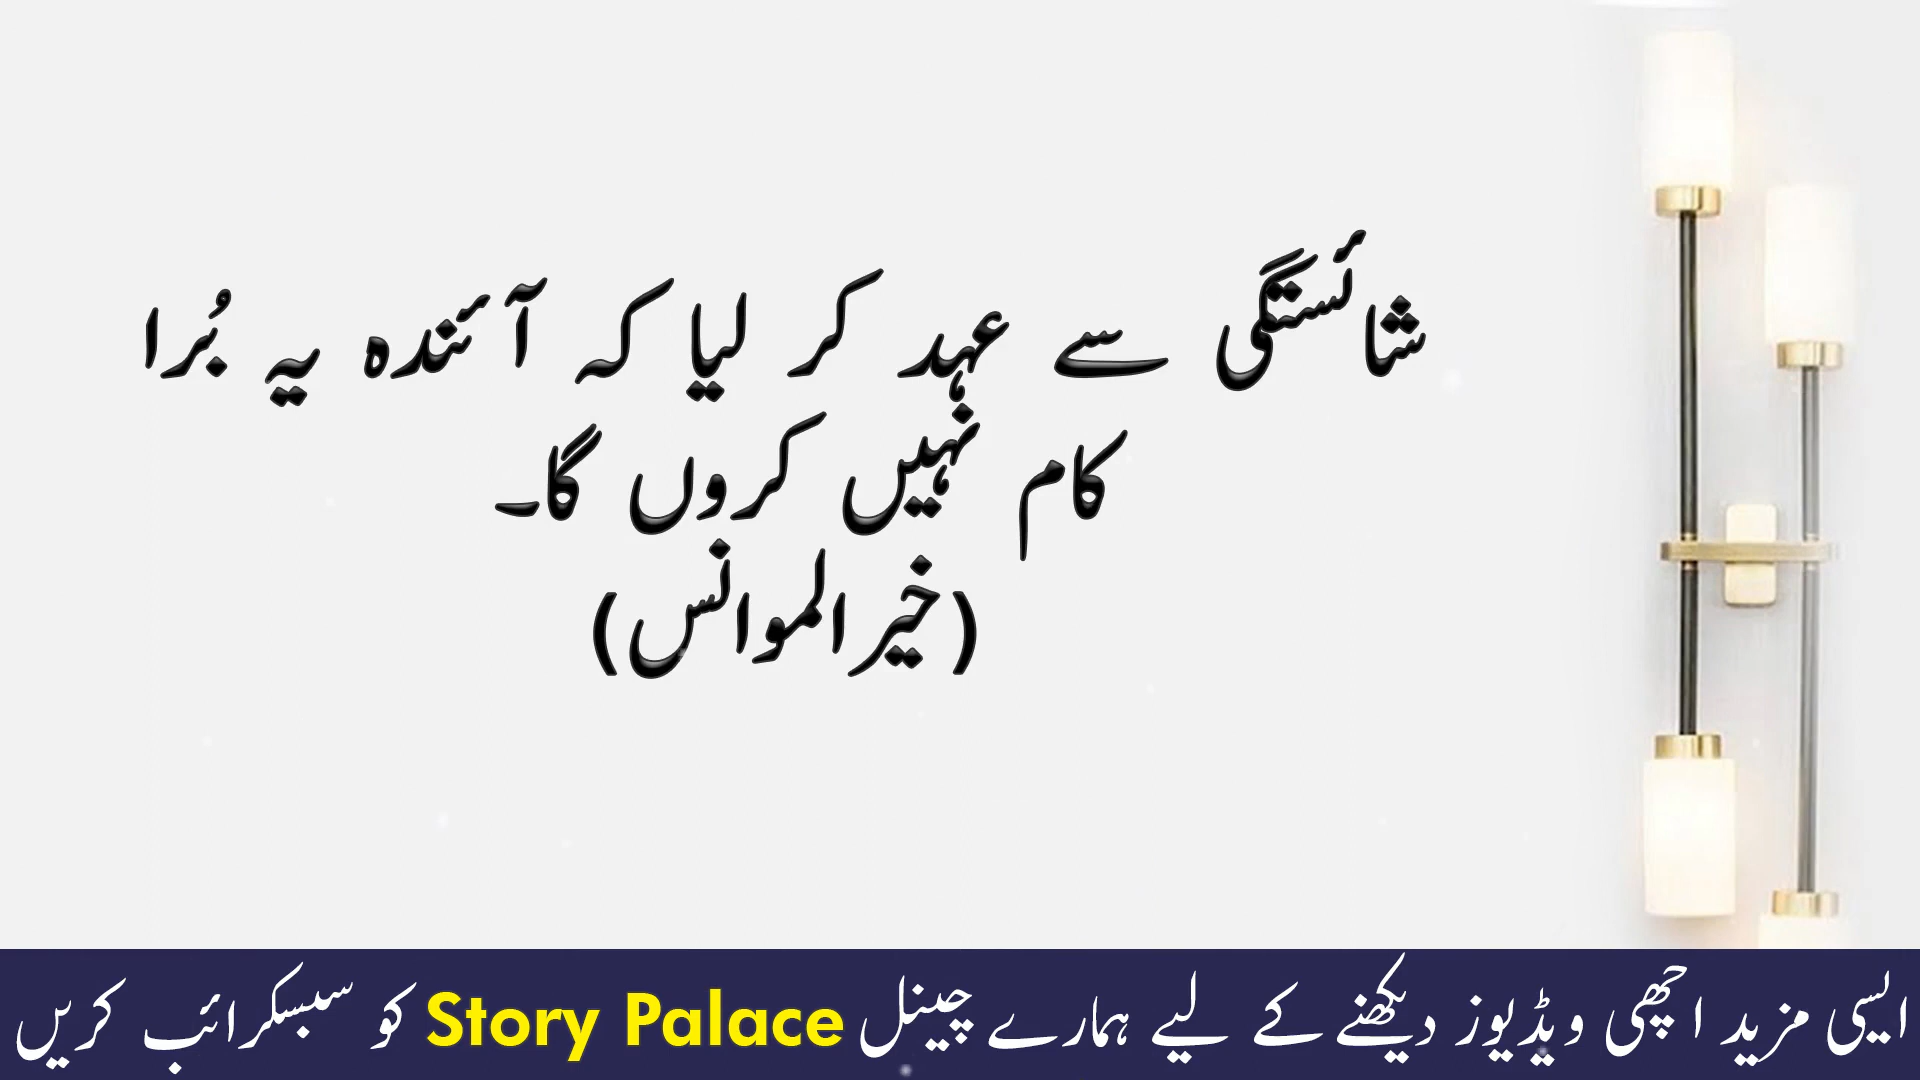 شائستگی سے عہد کر لیا کہ آئندہ یہ بُرا
کام نہیں کروں گا۔
(خیرالموانس)
ایسی مزید اچھی ویڈیوز دیکھنے کے لیے ہمارے چینل Story Palace کو سبسکرائب کریں